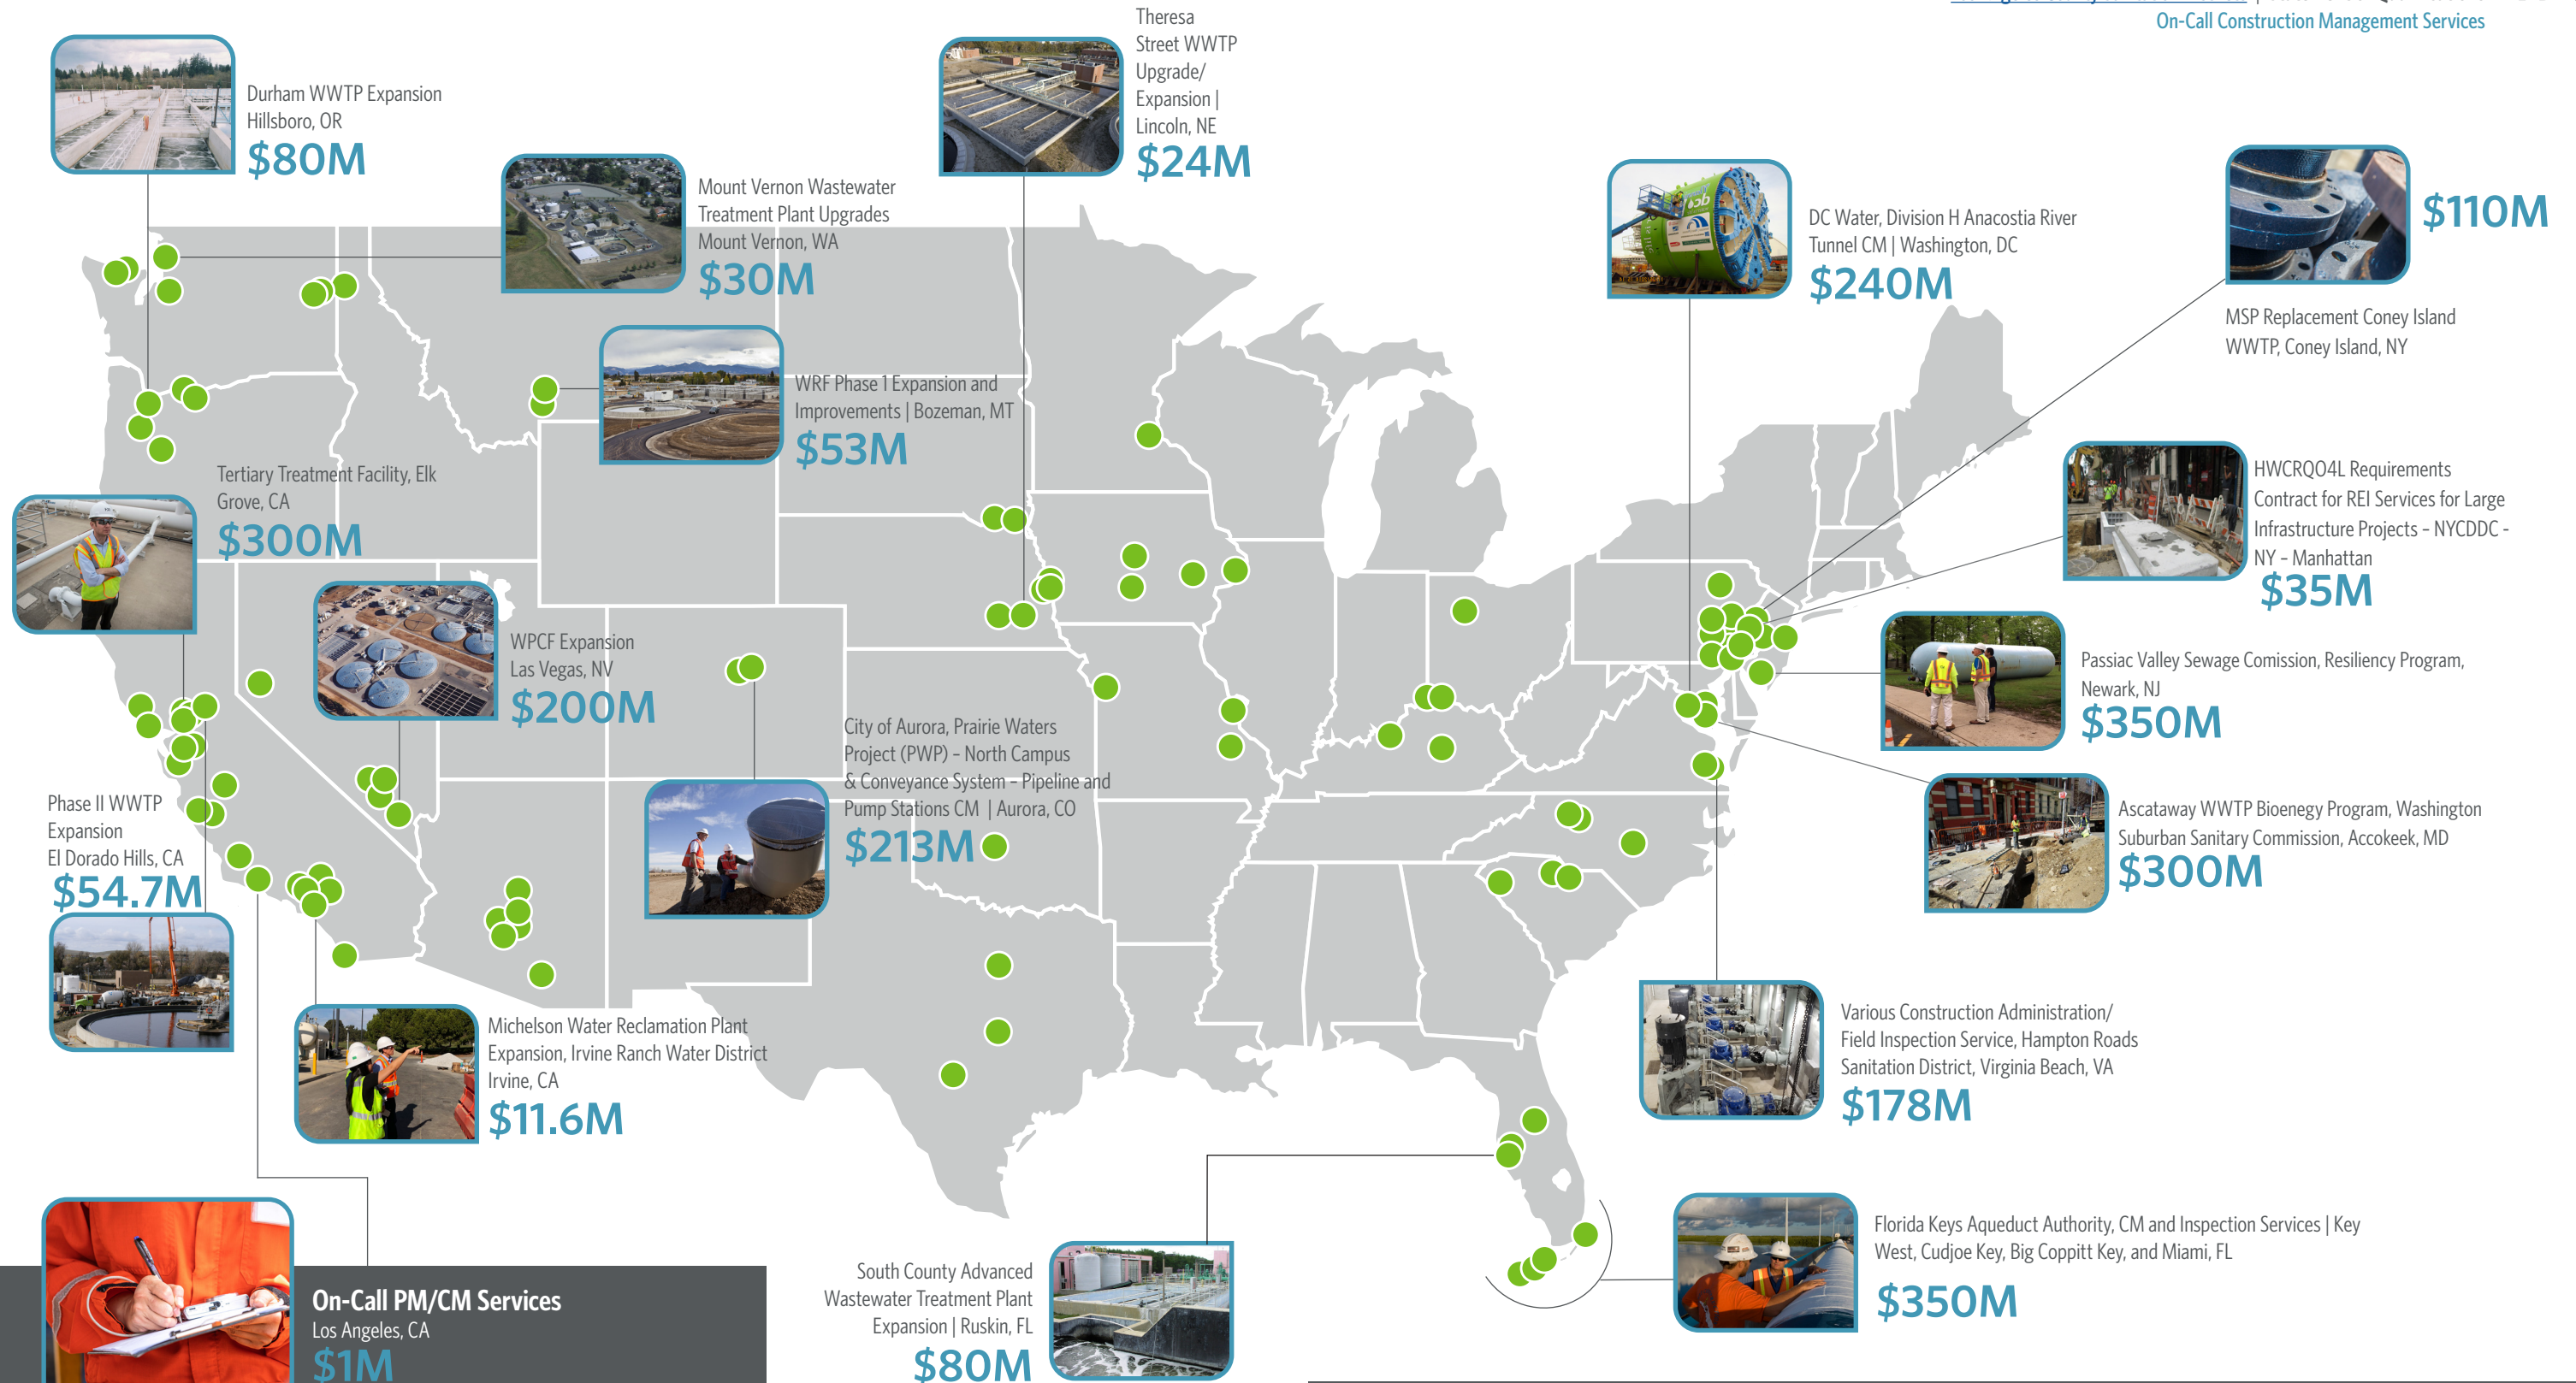 On-Call Construction Management Services
Durham WWTP Expansion
Hillsboro, OR
$80M
Mount Vernon Wastewater
Treatment Plant Upgrades
Mount Vernon, WA
$30M
Theresa
Street WWTP
Upgrade/
Expansion |
Lincoln, NE
$24M
DC Water, Division H Anacostia River
Tunnel CM | Washington, DC
$240M
$110M
MSP Replacement Coney Island
WWTP, Coney Island, NY
WRF Phase 1 Expansion and
Improvements | Bozeman, MT
$53M
Tertiary Treatment Facility, Elk
Grove, CA
$300M
HWCRQO4L Requirements
Contract for REI Services for Large
Infrastructure Projects – NYCDDC -
NY – Manhattan
$35M
WPCF Expansion
Las Vegas, NV
$200M
Passiac Valley Sewage Comission, Resiliency Program,
Newark, NJ
$350M
City of Aurora, Prairie Waters
Project (PWP) – North Campus
& Conveyance System – Pipeline and
Pump Stations CM | Aurora, CO
$213M
Phase II WWTP
Expansion
El Dorado Hills, CA
$54.7M
Ascataway WWTP Bioenegy Program, Washington
Suburban Sanitary Commission, Accokeek, MD
$300M
Michelson Water Reclamation Plant
Expansion, Irvine Ranch Water District
Irvine, CA
$11.6M
Various Construction Administration/
Field Inspection Service, Hampton Roads
Sanitation District, Virginia Beach, VA
$178M
Florida Keys Aqueduct Authority, CM and Inspection Services | Key
West, Cudjoe Key, Big Coppitt Key, and Miami, FL
$350M
On-Call PM/CM Services
Los Angeles, CA
$1M
South County Advanced
Wastewater Treatment Plant
Expansion | Ruskin, FL
$80M